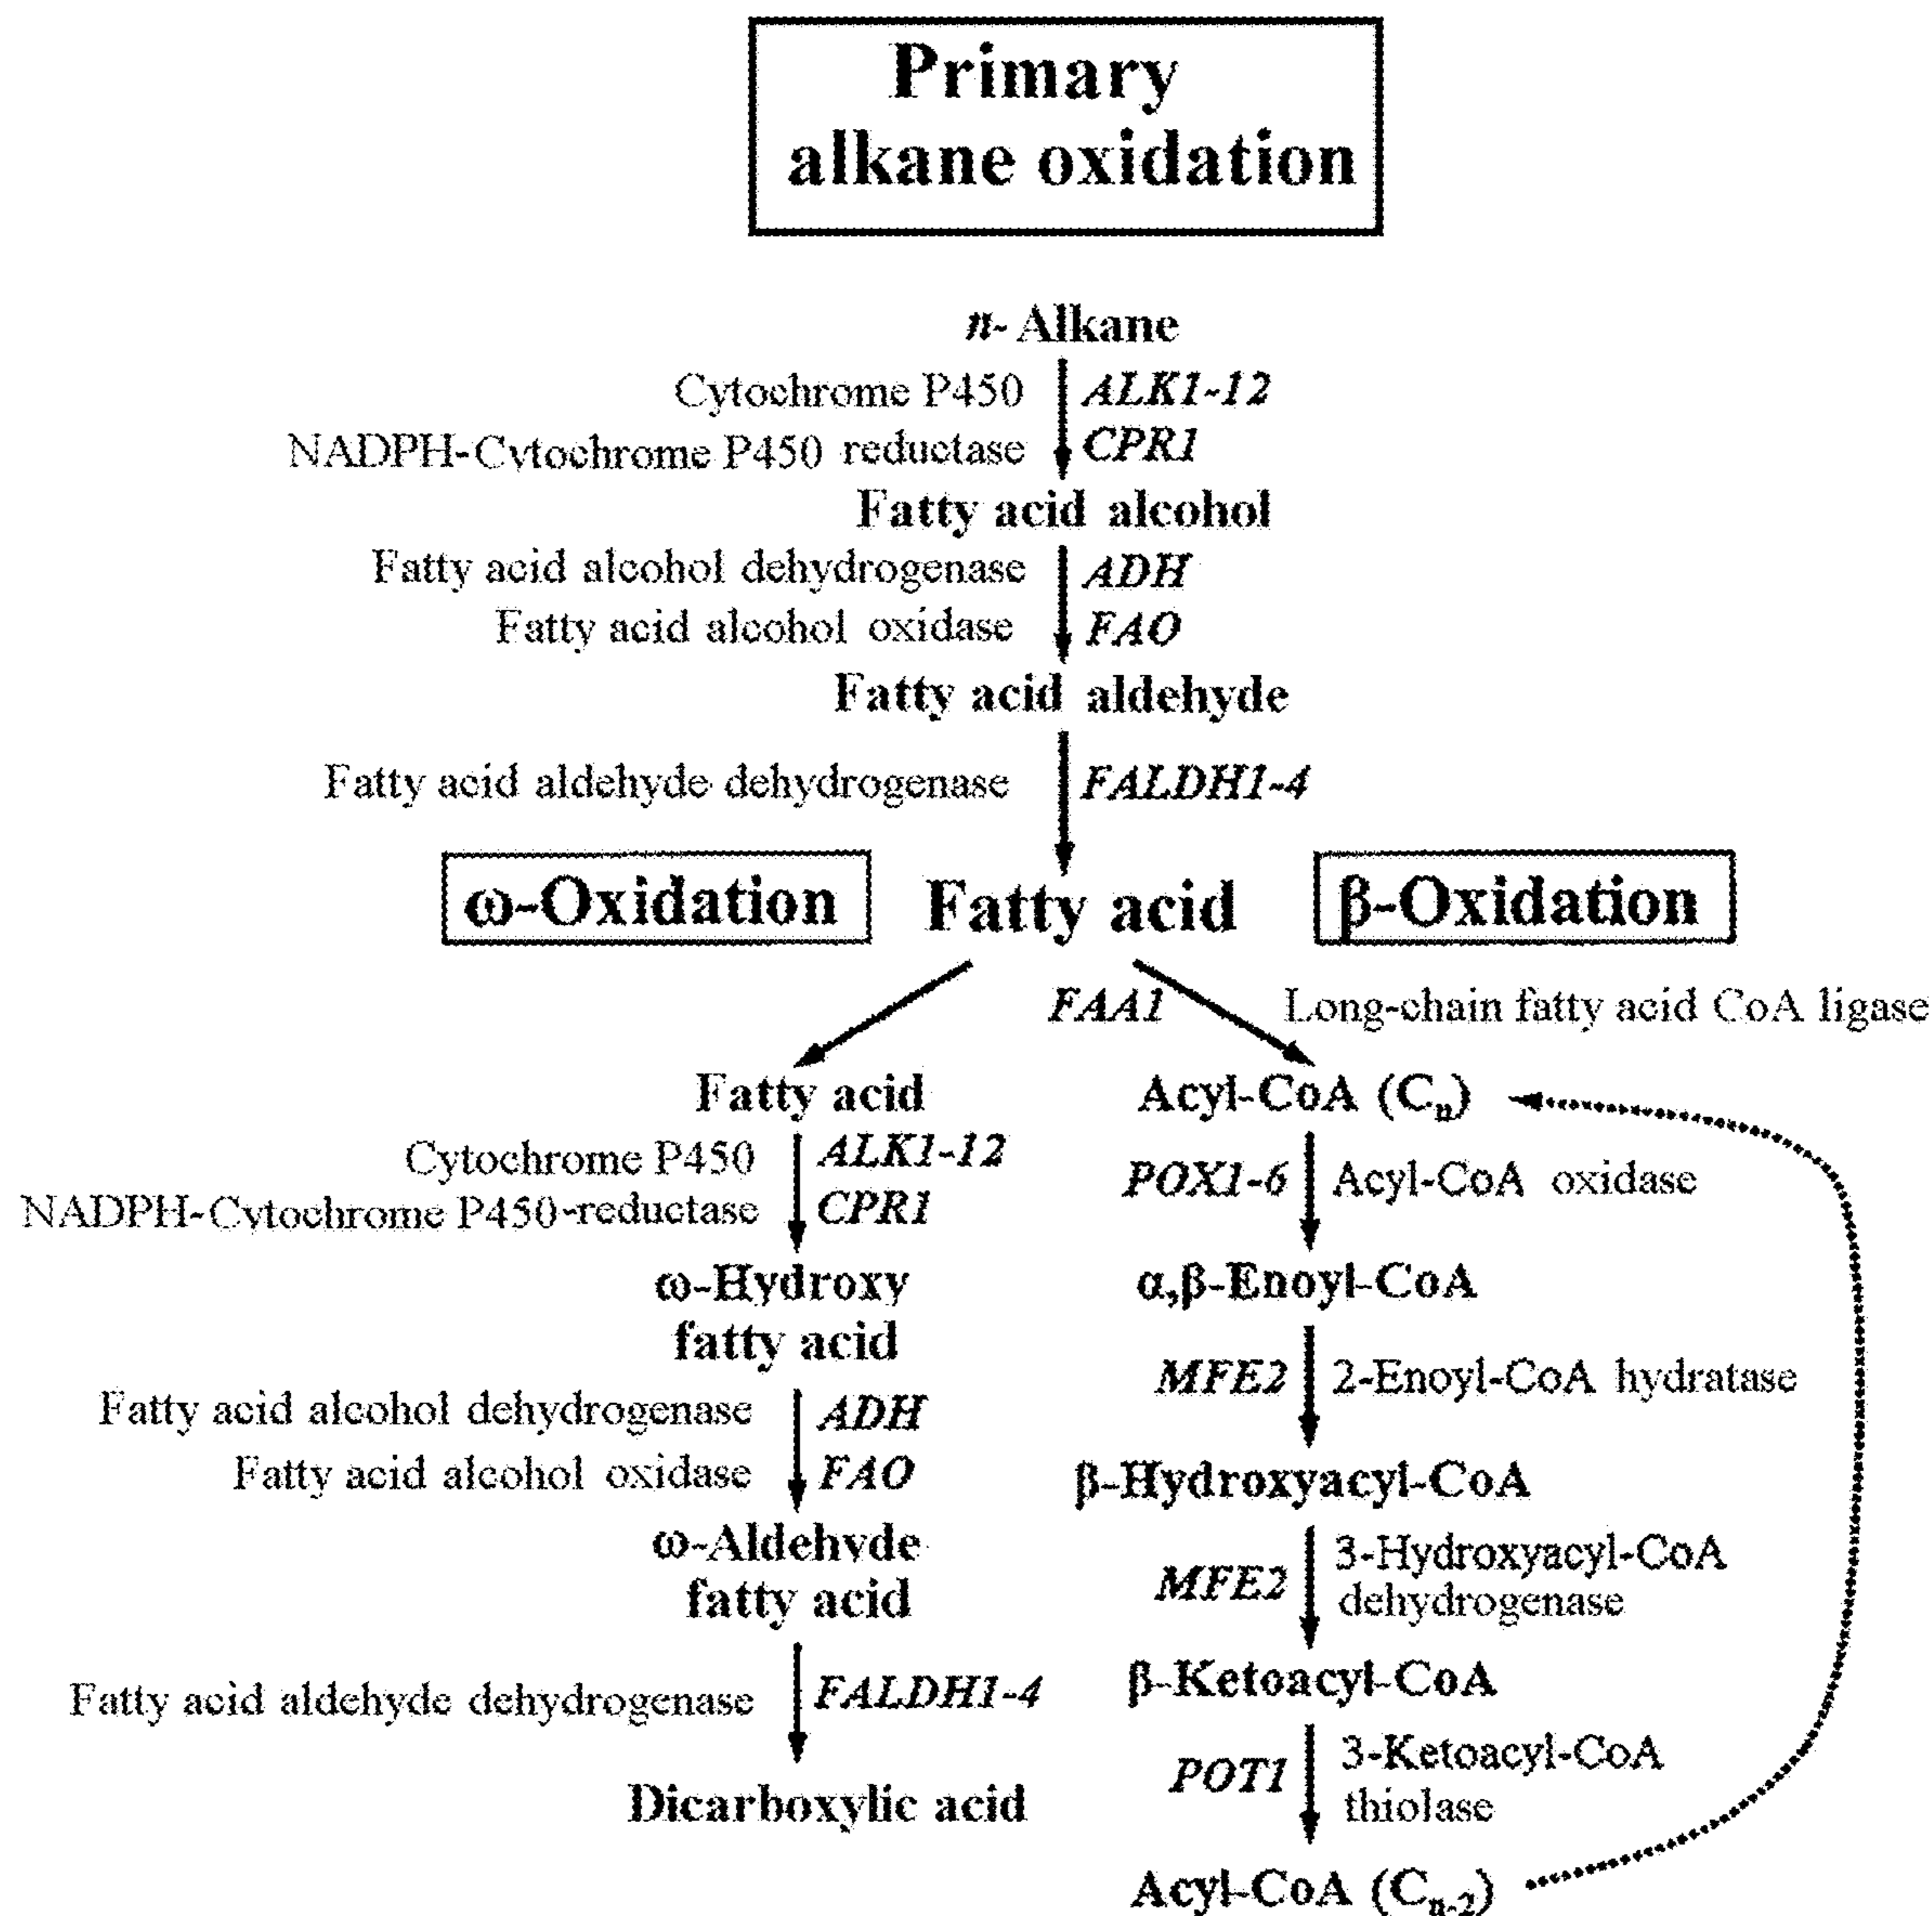 Primary
alkane oxidation
n- Alkane
Cytochrome P450 ALK1-12
NADPH-Cytochrome P450 reductase CPR1
Fatty acid alcohol
Fatty acid alcohol dehydrogenase ADH
Fatty acid alcohol oxidase FAO
Fatty acid aldehyde
Fatty acid aldehyde dehydrogenase FALDH1-4
ω-Oxidation Fatty acid β-Oxidation
FAA1 Long-chain fatty acid CoA ligase
Fatty acid
Cytochrome P450 ALK1-12
NADPH-Cytochrome P450-reductase CPR1
ω-Hydroxy
fatty acid
Fatty acid alcohol dehydrogenase ADH
Fatty acid alcohol oxidase FAO
ω-Aldehyde
fatty acid
Fatty acid aldehyde dehydrogenase FALDH1-4
Dicarboxylic acid
Acyl-CoA (Cn)
POX1-6 Acyl-CoA oxidase
α,β-Enoyl-CoA
MFE2 2-Enoyl-CoA hydratase
β-Hydroxyacyl-CoA
MFE2 3-Hydroxyacyl-CoA
dehydrogenase
β-Ketoacyl-CoA
POT1 3-Ketoacyl-CoA
thiolase
Acyl-CoA (Cn-2)